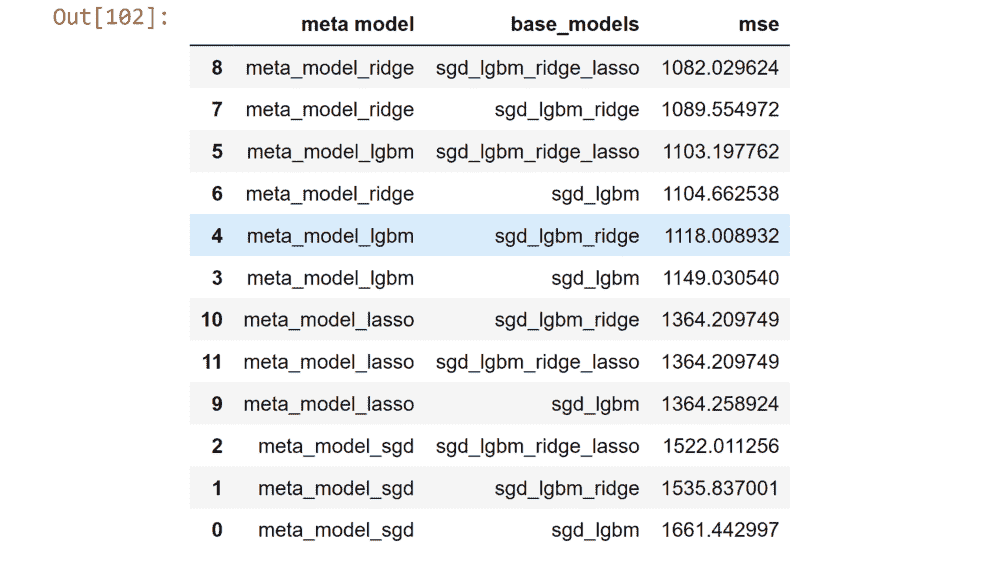 Out[102]:
meta model base_models mse
8 meta_model_ridge sgd_lgbm_ridge_lasso 1082.029624
7 meta_model_ridge sgd_lgbm_ridge 1089.554972
5 meta_model_lgbm sgd_lgbm_ridge_lasso 1103.197762
6 meta_model_ridge sgd_lgbm 1104.662538
4 meta_model_lgbm sgd_lgbm_ridge 1118.008932
3 meta_model_lgbm sgd_lgbm 1149.030540
10 meta_model_lasso sgd_lgbm_ridge 1364.209749
11 meta_model_lasso sgd_lgbm_ridge_lasso 1364.209749
9 meta_model_lasso sgd_lgbm 1364.258924
2 meta_model_sgd sgd_lgbm_ridge_lasso 1522.011256
1 meta_model_sgd sgd_lgbm_ridge 1535.837001
0 meta_model_sgd sgd_lgbm 1661.442997